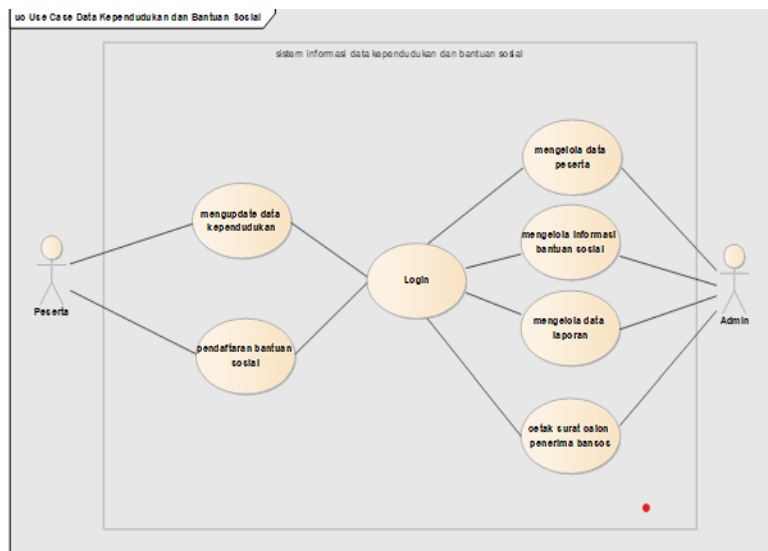 uc Use Case Data Kependudukan dan Bantuan Sosial
sistem informasi data kependudukan dan bantuan sosial
mengelola data
peserta
mengupdate data
kependudukan
mengelola informasi
bantuan sosial
Login
Peserta
Admin
mengelola data
laporan
pendaftaran bantuan
sosial
cetak surat calon
penerima bansos